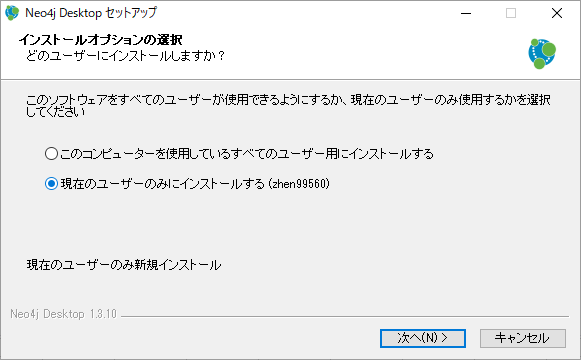 Neo4j Desktop セットアップ
インストールオプションの選択
どのユーザーにインストールしますか？
このソフトウェアをすべてのユーザーが使用できるようにするか、現在のユーザーのみ使用するかを選択
してください
このコンピューターを使用しているすべてのユーザー用にインストールする
現在のユーザーのみにインストールする (zhen99560)
現在のユーザーのみ新規インストール
Neo4j Desktop 1.3.10
次へ(N) >
キャンセル